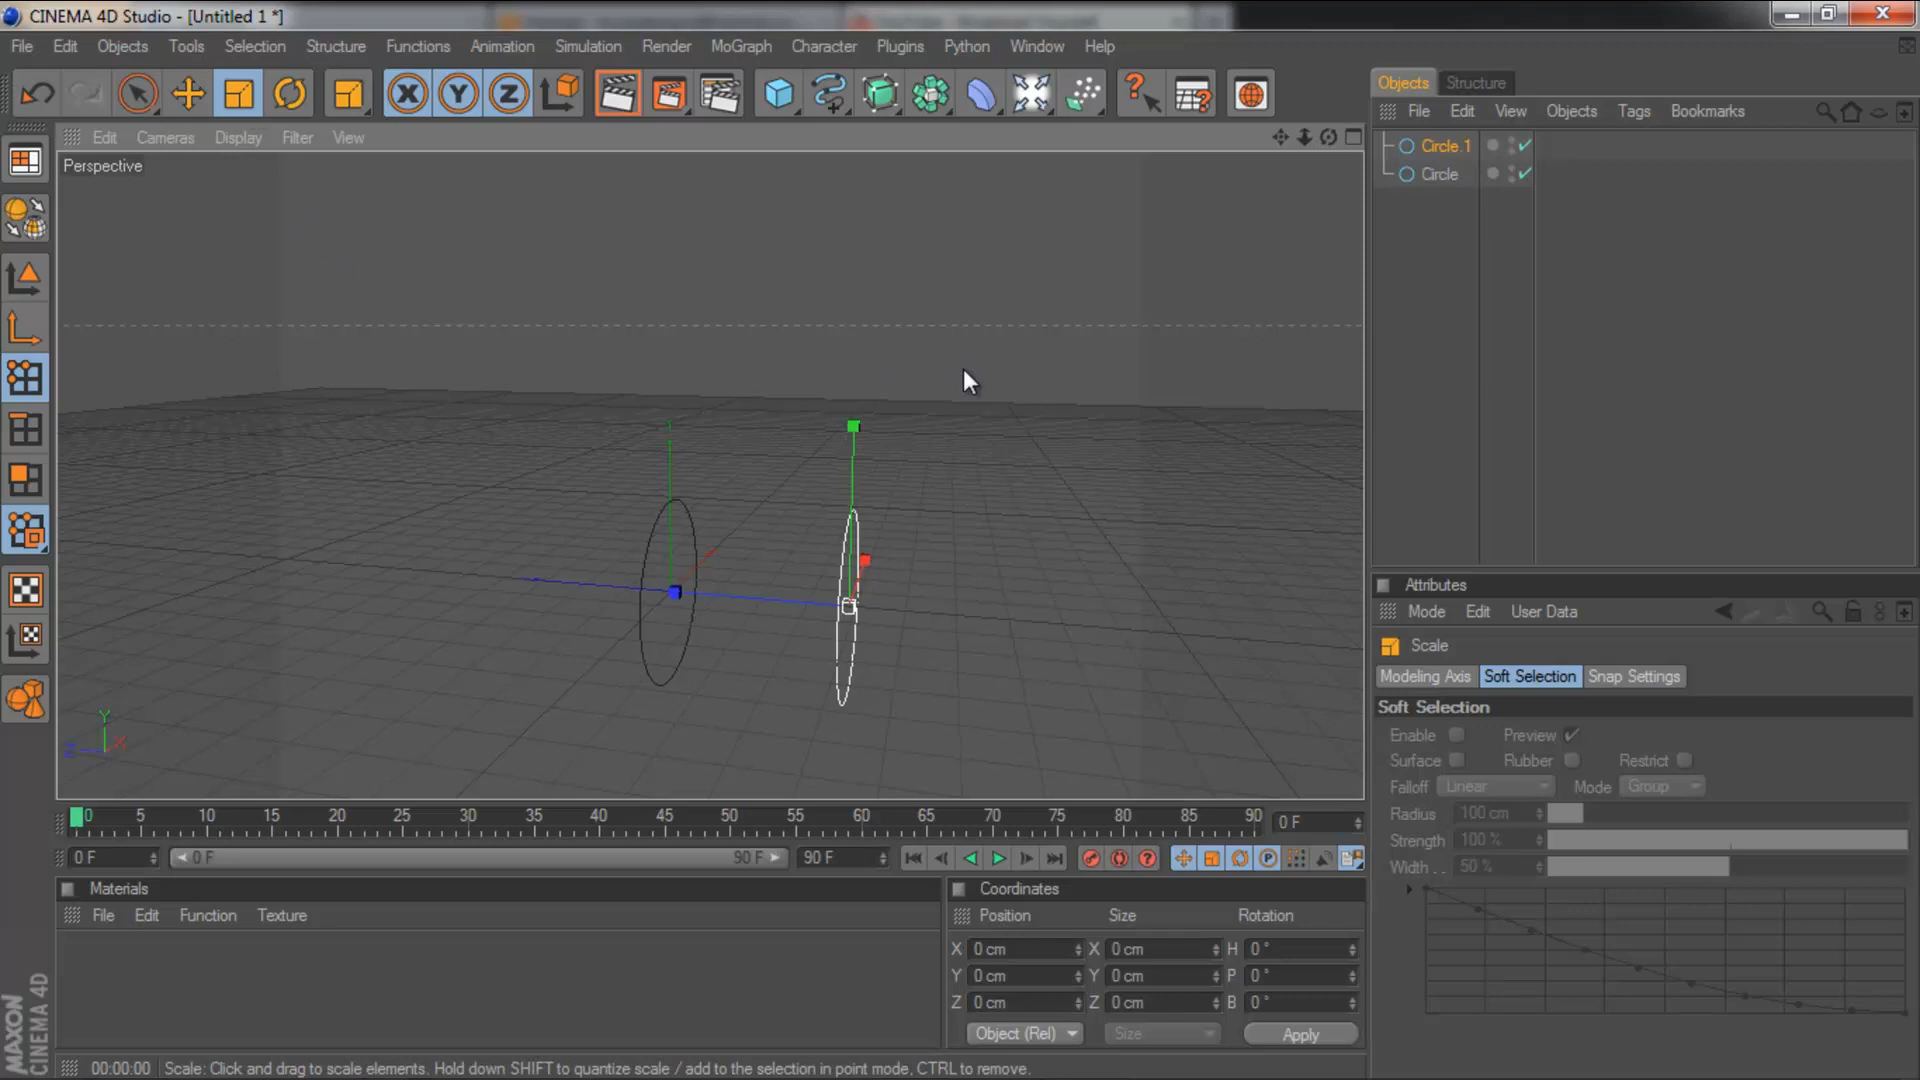 CINEMA 4D Studio - [Untitled 1 *]
File Edit Objects Tools Selection Structure Functions Animation Simulation Render MoGraph Character Plugins Python Window Help
X Y Z
Objects Structure
File Edit View Objects Tags Bookmarks
Edit Cameras Display Filter View
Perspective
Circle.1
Circle
Y
X
Z
Attributes
Mode Edit User Data
Scale
Modeling Axis Soft Selection Snap Settings
Soft Selection
Enable Preview
Surface Rubber Restrict
Falloff Linear Mode Group
Radius 100 cm
Strength 100 %
Width . . 50 %
0 5 10 15 20 25 30 35 40 45 50 55 60 65 70 75 80 85 90 0 F
0 F 0 F 90 F 90 F
Materials
File Edit Function Texture
Coordinates
Position Size Rotation
X 0 cm X 0 cm H 0 °
Y 0 cm Y 0 cm P 0 °
Z 0 cm Z 0 cm B 0 °
Object (Rel) Size Apply
MAXON
CINEMA 4D
00:00:00 Scale: Click and drag to scale elements. Hold down SHIFT to quantize scale / add to the selection in point mode, CTRL to remove.